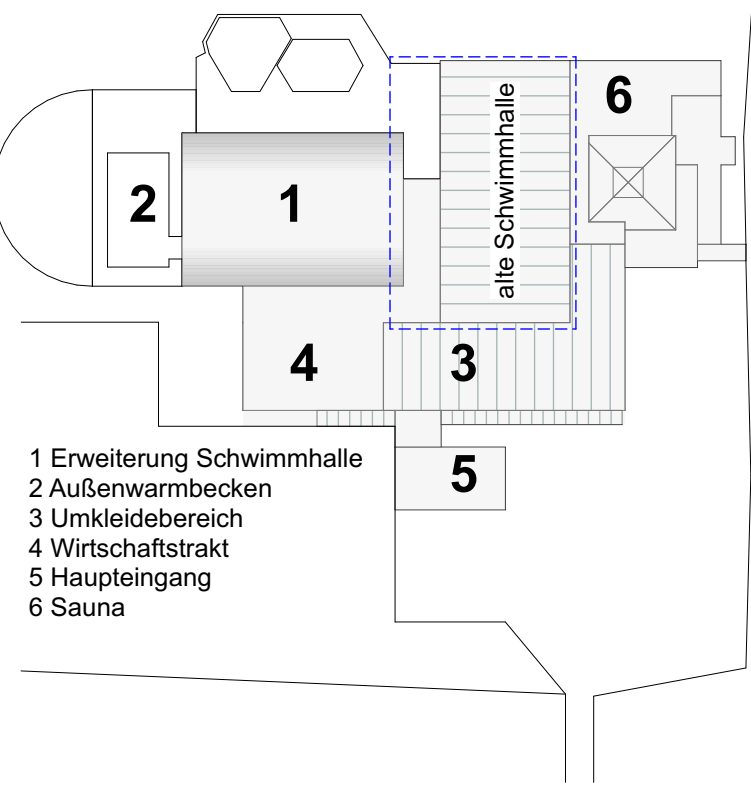 6
alte Schwimmhalle
2
1
4
3
5
1 Erweiterung Schwimmhalle
2 Außenwarmbecken
3 Umkleidebereich
4 Wirtschaftstrakt
5 Haupteingang
6 Sauna